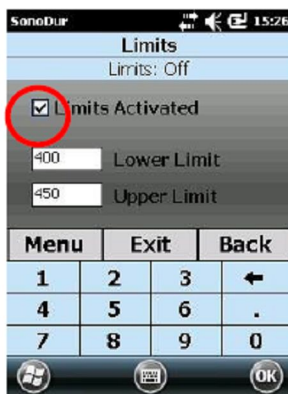 SonoDur 15:26
Limits
Limits: Off
Limits Activated
400 Lower Limit
450 Upper Limit
Menu Exit Back
1 2 3
4 5 6 .
7 8 9 0
OK